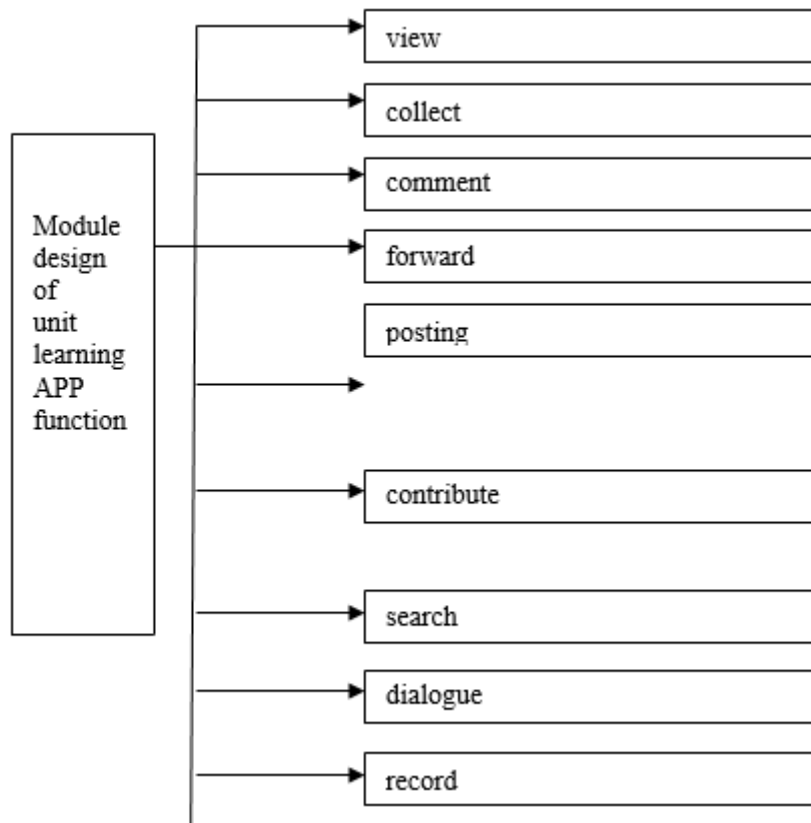 Module
design
of
unit
learning
APP
function
view
collect
comment
forward
posting
contribute
search
dialogue
record